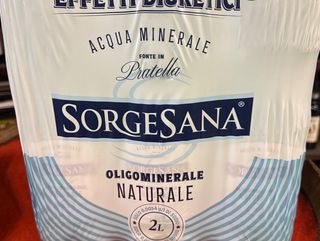 EFFETTI DIURETICI
ACQUA MINERALE
FONTE IN
Pratella
SORGESANA®
OLIGOMINERALE
NATURALE
2L